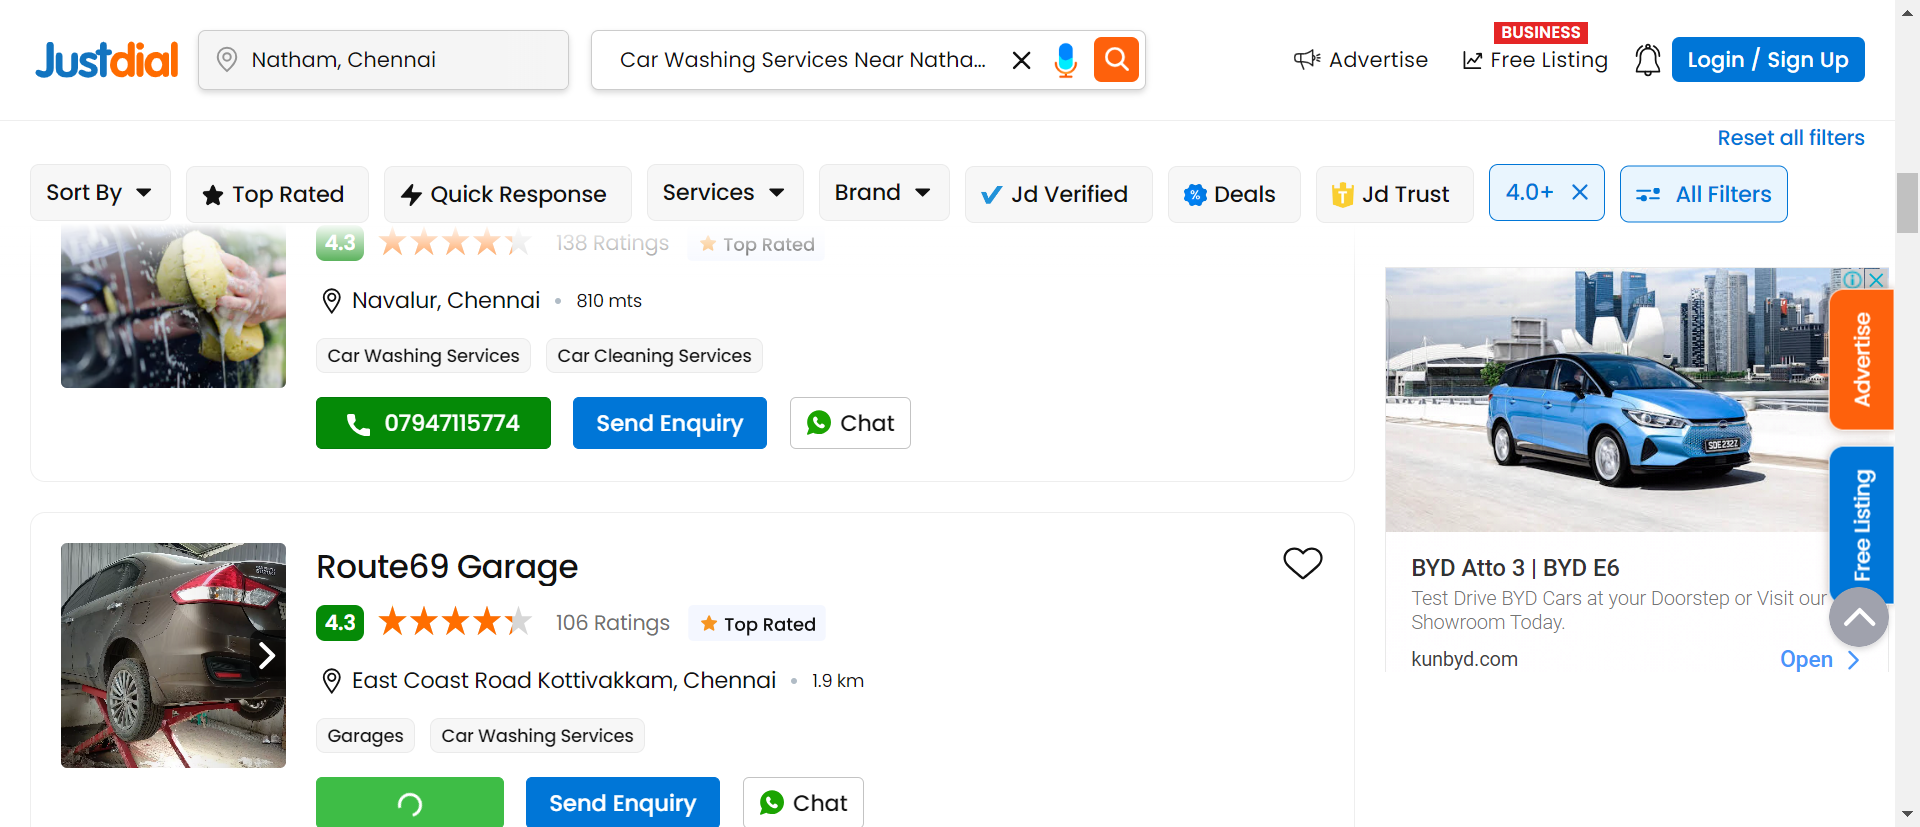 Justdial
Natham, Chennai
Car Washing Services Near Natha...
Advertise
BUSINESS
Free Listing
Login / Sign Up
Reset all filters
Sort By
Top Rated
Quick Response
Services
Brand
Jd Verified
Deals
Jd Trust
4.0+
All Filters
4.3
138 Ratings
Top Rated
Navalur, Chennai • 810 mts
Car Washing Services
Car Cleaning Services
07947115774
Send Enquiry
Chat
Route69 Garage
4.3
106 Ratings
Top Rated
East Coast Road Kottivakkam, Chennai • 1.9 km
Garages
Car Washing Services
Send Enquiry
Chat
SDE2322Z
BYD Atto 3 | BYD E6
Test Drive BYD Cars at your Doorstep or Visit our
Showroom Today.
kunbyd.com
Open
Advertise
Free Listing